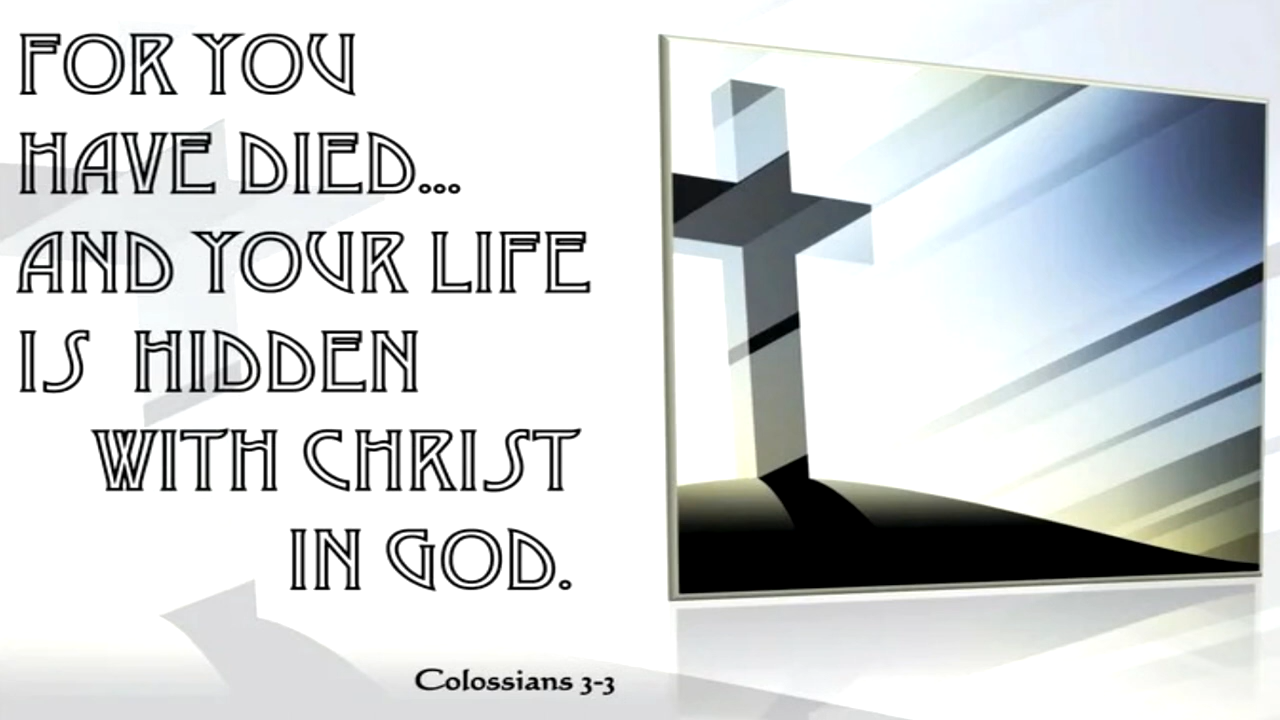 FOR YOU
HAVE DIED...
AND YOUR LIFE
IS HIDDEN
WITH CHRIST
IN GOD.
Colossians 3-3